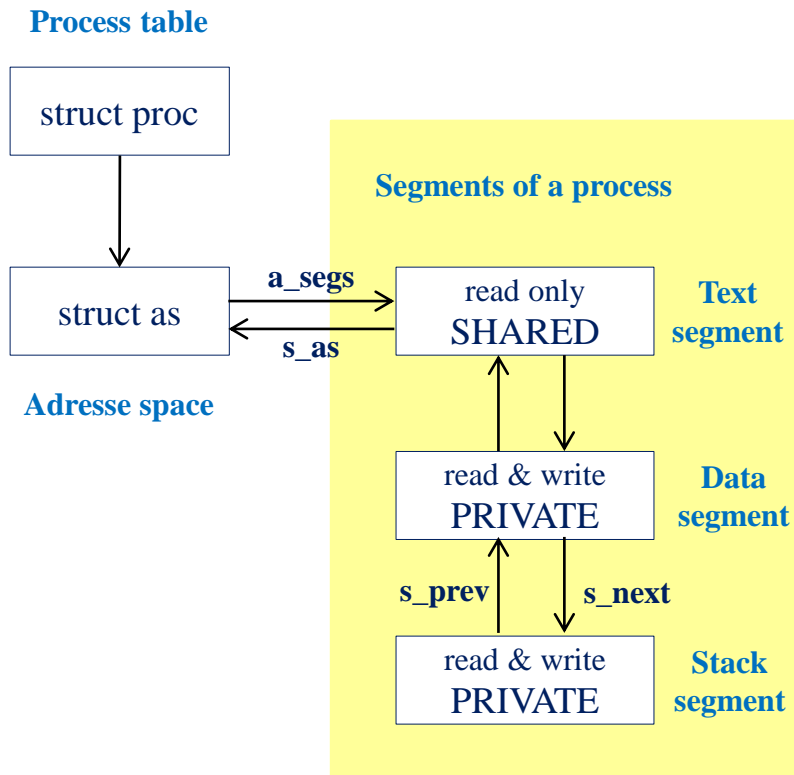 Process table
struct proc
Segments of a process
a_segs
struct as
s_as
Adresse space
read only
SHARED
Text
segment
read & write
PRIVATE
Data
segment
s_prev
s_next
read & write
PRIVATE
Stack
segment